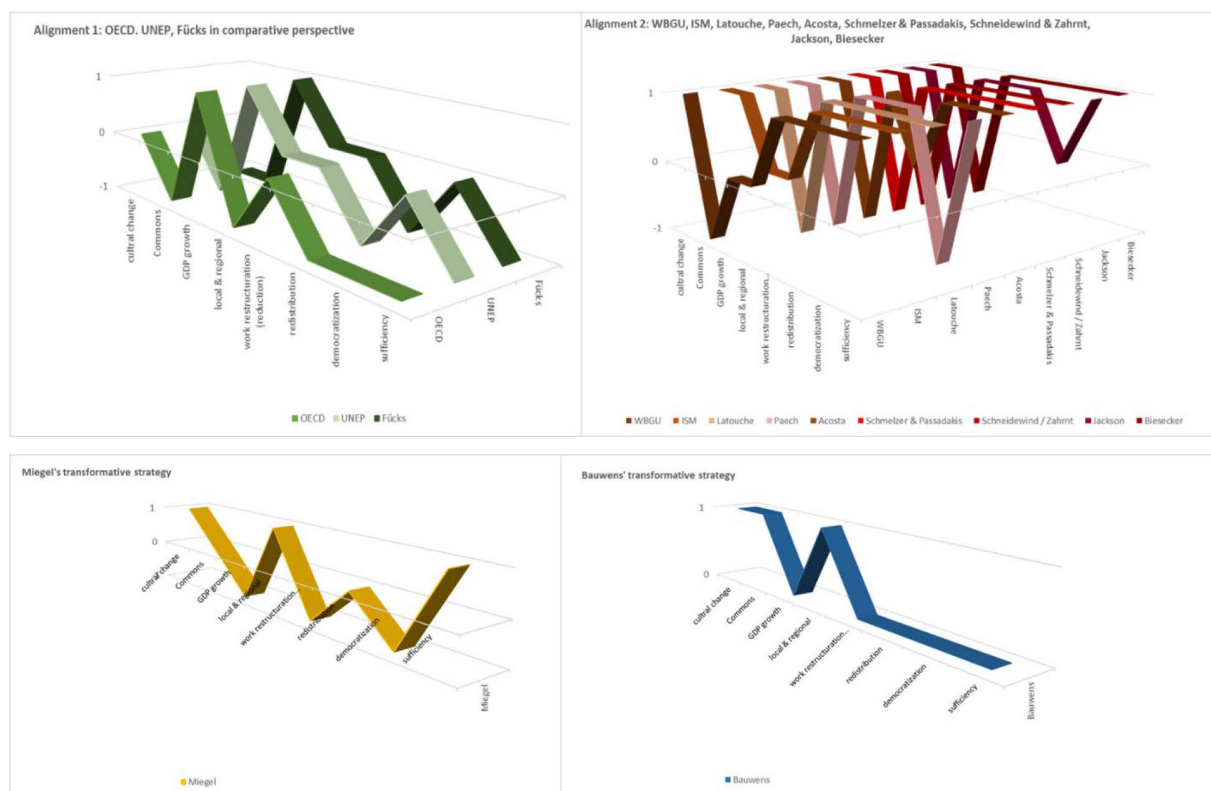 Alignment 1: OECD. UNEP, Fücks in comparative perspective
1
0
-1
cultral change
Commons
GDP growth
local & regional
work restructuration
(reduction)
redistribution
democratization
sufficiency
OECD
UNEP
Fücks
OECD UNEP Fücks
Alignment 2: WBGU, ISM, Latouche, Paech, Acosta, Schmelzer & Passadakis, Schneidewind & Zahrnt,
Jackson, Biesecker
1
0
-1
cultral change
Commons
GDP growth
local & regional
work restructuration...
redistribution
democratization
sufficiency
WBGU
ISM
Latouche
Paech
Acosta
Schmelzer & Passadakis
Schneidewind / Zahrnt
Jackson
Biesecker
WBGU ISM Latouche Paech Acosta Schmelzer & Passadakis Schneidewind / Zahrnt Jackson Biesecker
Miegel's transformative strategy
1
0
cultral change
Commons
GDP growth
local & regional
work restructuration...
redistribution
democratization
sufficiency
Miegel
Miegel
Bauwens' transformative strategy
1
0
cultral change
Commons
GDP growth
local & regional
work restructuration...
redistribution
democratization
sufficiency
Bauwens
Bauwens